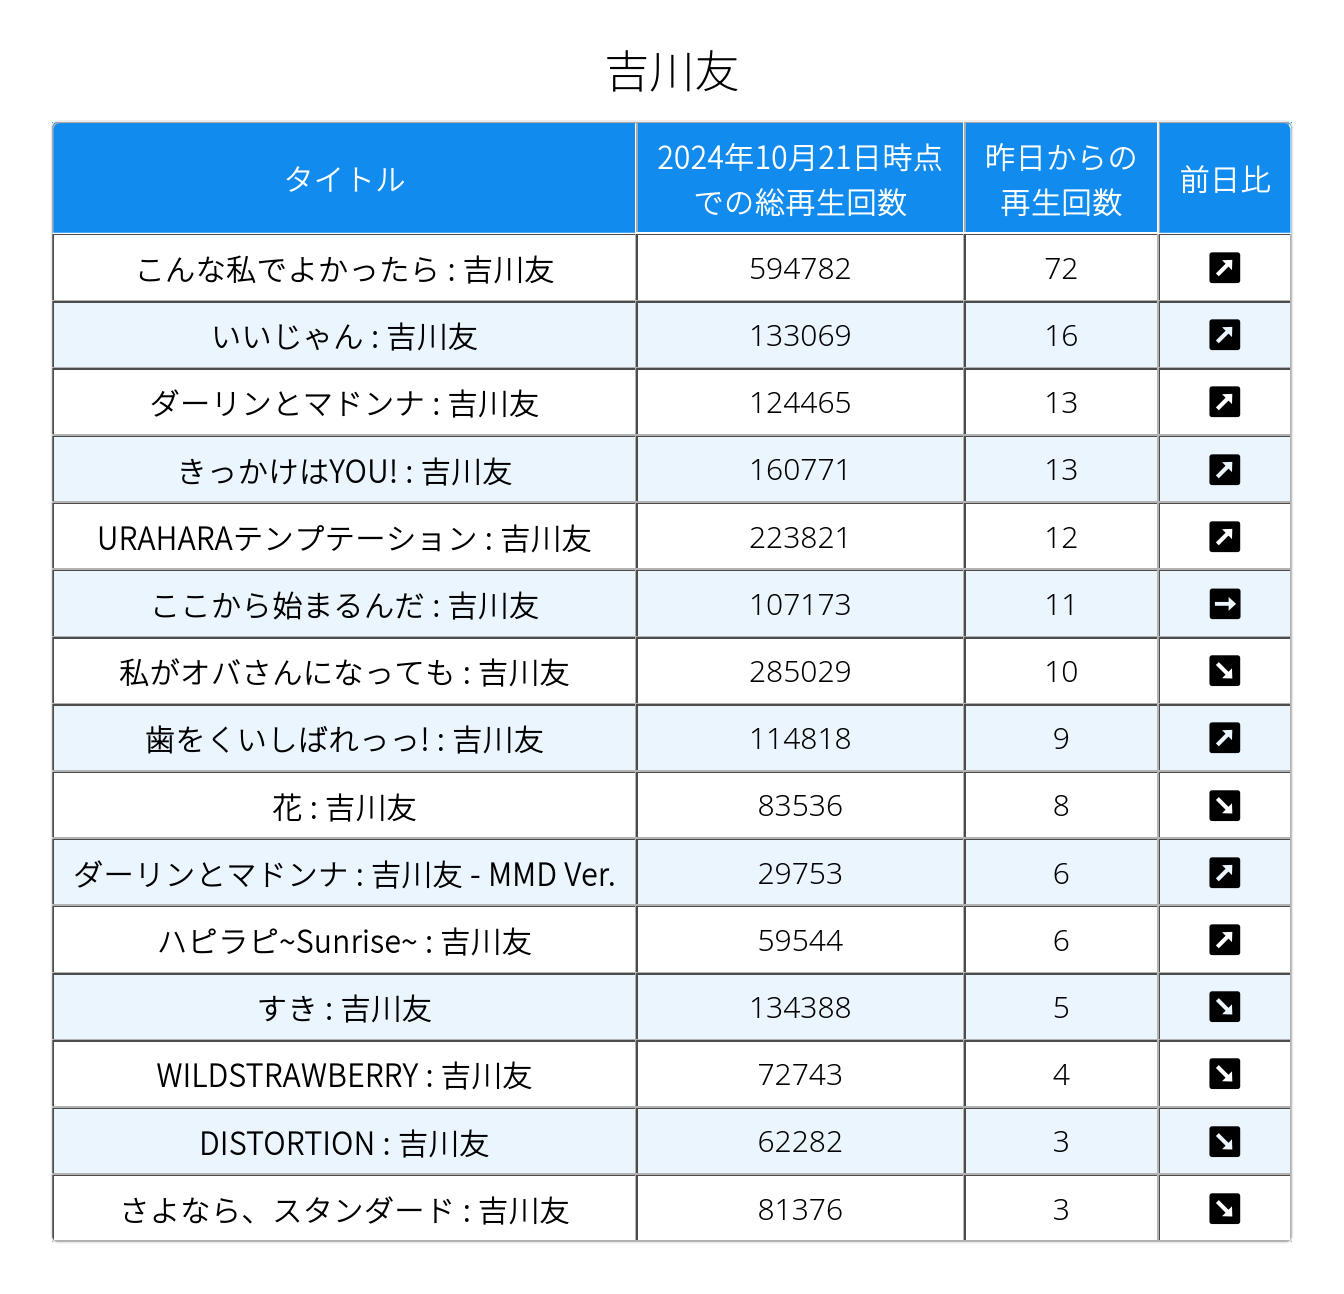 吉川友
タイトル 2024年10月21日時点での総再生回数 昨日からの再生回数 前日比
こんな私でよかったら : 吉川友 594782 72 ↗
いいじゃん : 吉川友 133069 16 ↗
ダーリンとマドンナ : 吉川友 124465 13 ↗
きっかけはYOU! : 吉川友 160771 13 ↗
URAHARAテンプテーション : 吉川友 223821 12 ↗
ここから始まるんだ : 吉川友 107173 11 →
私がオバさんになっても : 吉川友 285029 10 ↘
歯をくいしばれっっ! : 吉川友 114818 9 ↗
花 : 吉川友 83536 8 ↘
ダーリンとマドンナ : 吉川友 - MMD Ver. 29753 6 ↗
ハピラピ~Sunrise~ : 吉川友 59544 6 ↗
すき : 吉川友 134388 5 ↘
WILDSTRAWBERRY : 吉川友 72743 4 ↘
DISTORTION : 吉川友 62282 3 ↘
さよなら、スタンダード : 吉川友 81376 3 ↘